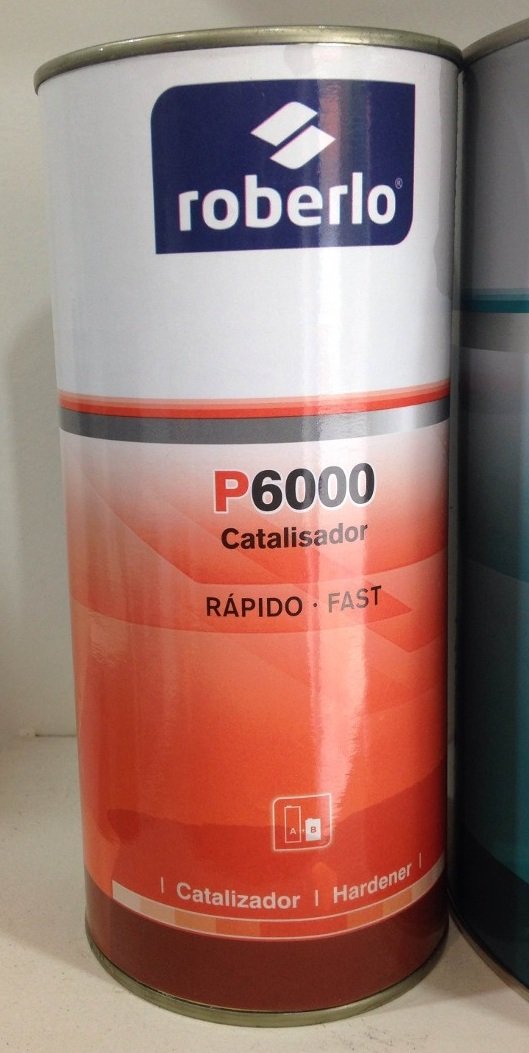 roberlo®
P6000
Catalisador
RÁPIDO · FAST
A + B
| Catalizador | Hardener |